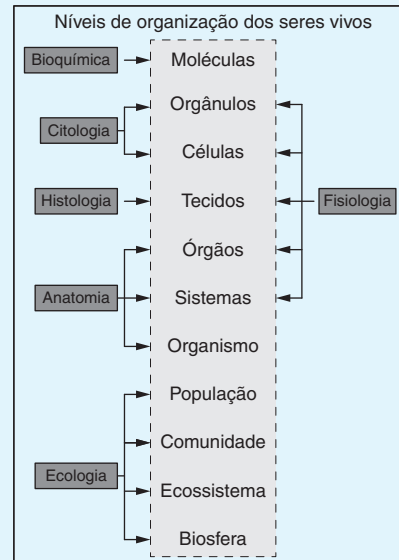 Níveis de organização dos seres vivos
Bioquímica
Moléculas
Orgânulos
Citologia
Células
Histologia
Tecidos
Fisiologia
Órgãos
Anatomia
Sistemas
Organismo
População
Comunidade
Ecologia
Ecossistema
Biosfera